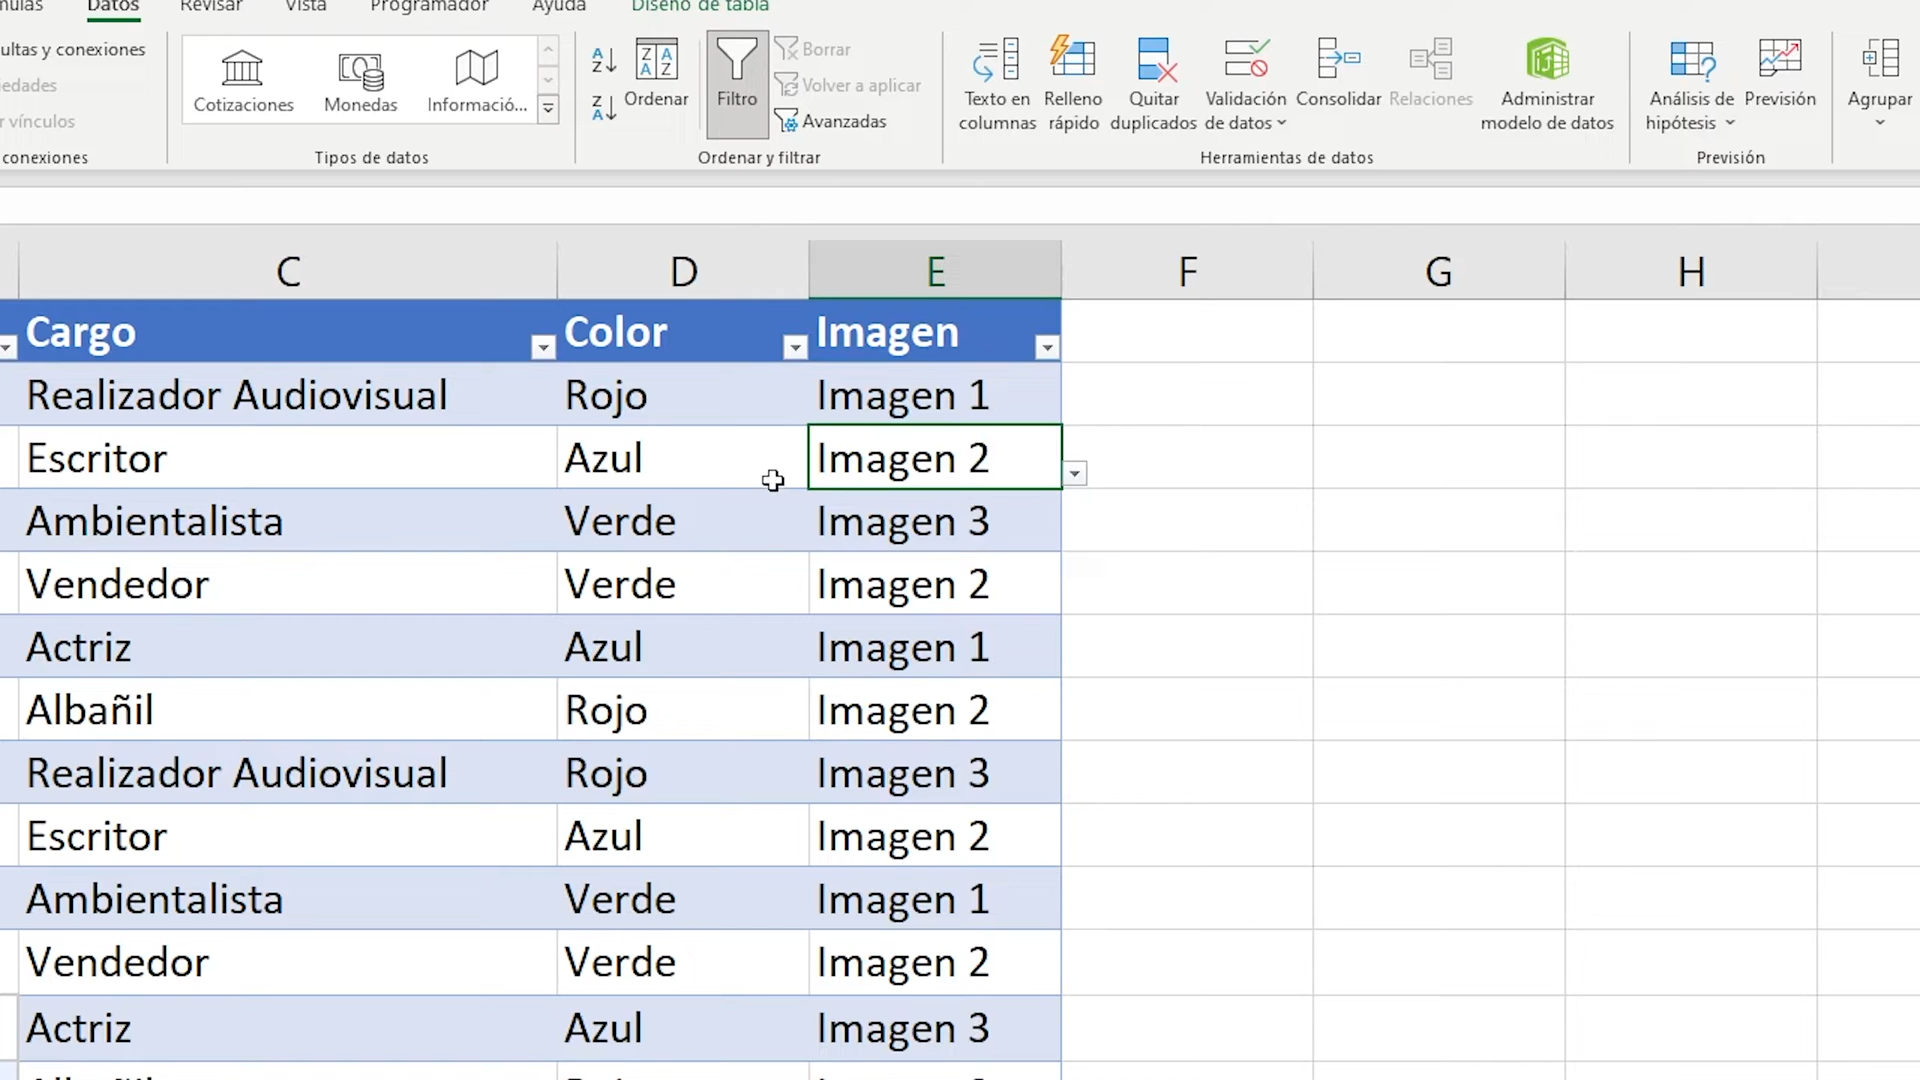 Datos Revisar Vista Programador Ayuda Diseño de tabla
ultas y conexiones
edades
r vínculos
conexiones
Cotizaciones Monedas Informació...
Tipos de datos
Ordenar
Filtro
Borrar
Volver a aplicar
Avanzadas
Ordenar y filtrar
Texto en columnas
Relleno rápido
Quitar duplicados
Validación de datos
Consolidar
Relaciones
Administrar modelo de datos
Herramientas de datos
Análisis de hipótesis
Previsión
Previsión
Agrupar
C D E F G H
Cargo Color Imagen
Realizador Audiovisual Rojo Imagen 1
Escritor Azul Imagen 2
Ambientalista Verde Imagen 3
Vendedor Verde Imagen 2
Actriz Azul Imagen 1
Albañil Rojo Imagen 2
Realizador Audiovisual Rojo Imagen 3
Escritor Azul Imagen 2
Ambientalista Verde Imagen 1
Vendedor Verde Imagen 2
Actriz Azul Imagen 3